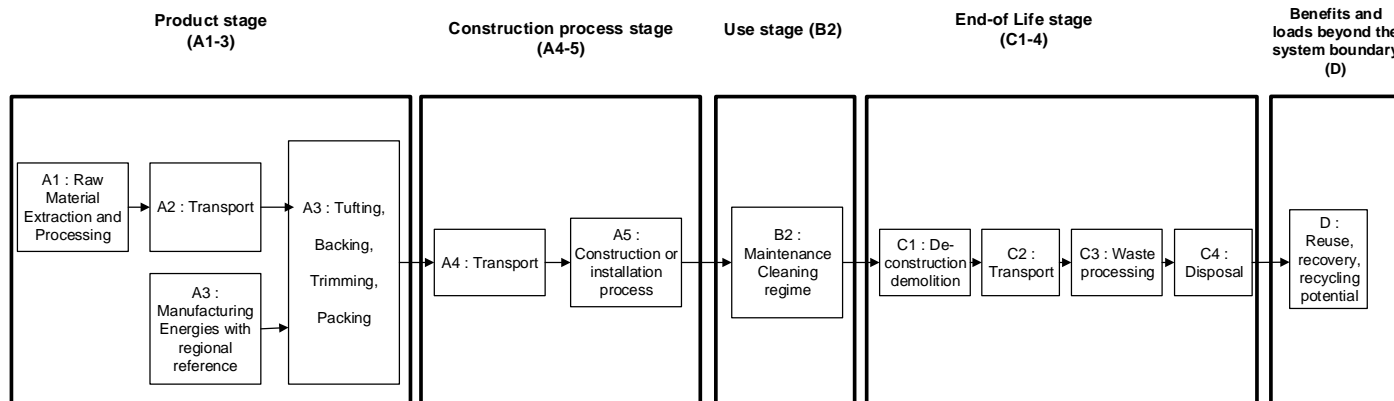 Product stage
(A1-3)
Construction process stage
(A4-5)
Use stage (B2)
End-of Life stage
(C1-4)
Benefits and
loads beyond the
system boundary
(D)
A1 : Raw
Material
Extraction and
Processing
A2 : Transport
A3 :
Manufacturing
Energies with
regional
reference
A3 : Tufting,
Backing,
Trimming,
Packing
A4 : Transport
A5 :
Construction or
installation
process
B2 :
Maintenance
Cleaning
regime
C1 : De-
construction
demolition
C2 :
Transport
C3 : Waste
processing
C4 :
Disposal
D :
Reuse,
recovery,
recycling
potential